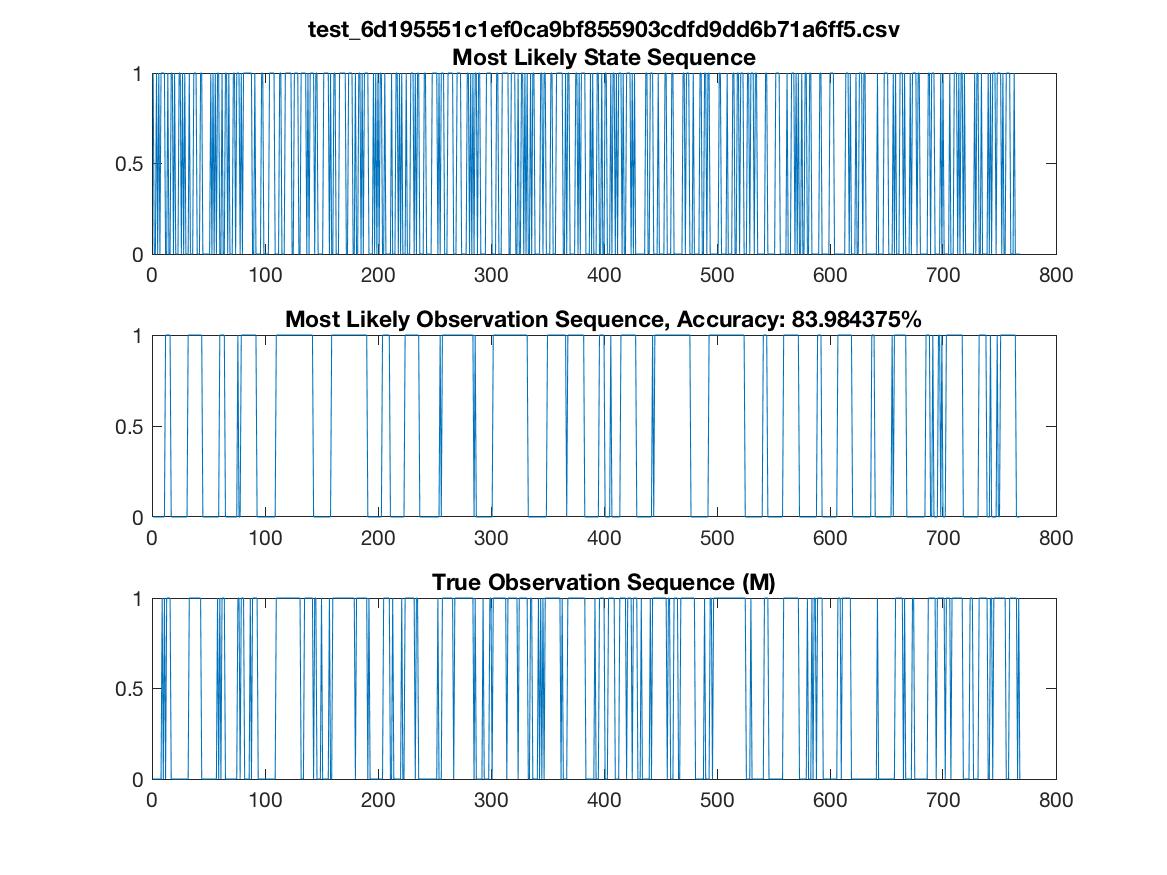 test_6d195551c1ef0ca9bf855903cdfd9dd6b71a6ff5.csv
Most Likely State Sequence
1
0.5
0
0 100 200 300 400 500 600 700 800
Most Likely Observation Sequence, Accuracy: 83.984375%
1
0.5
0
0 100 200 300 400 500 600 700 800
True Observation Sequence (M)
1
0.5
0
0 100 200 300 400 500 600 700 800